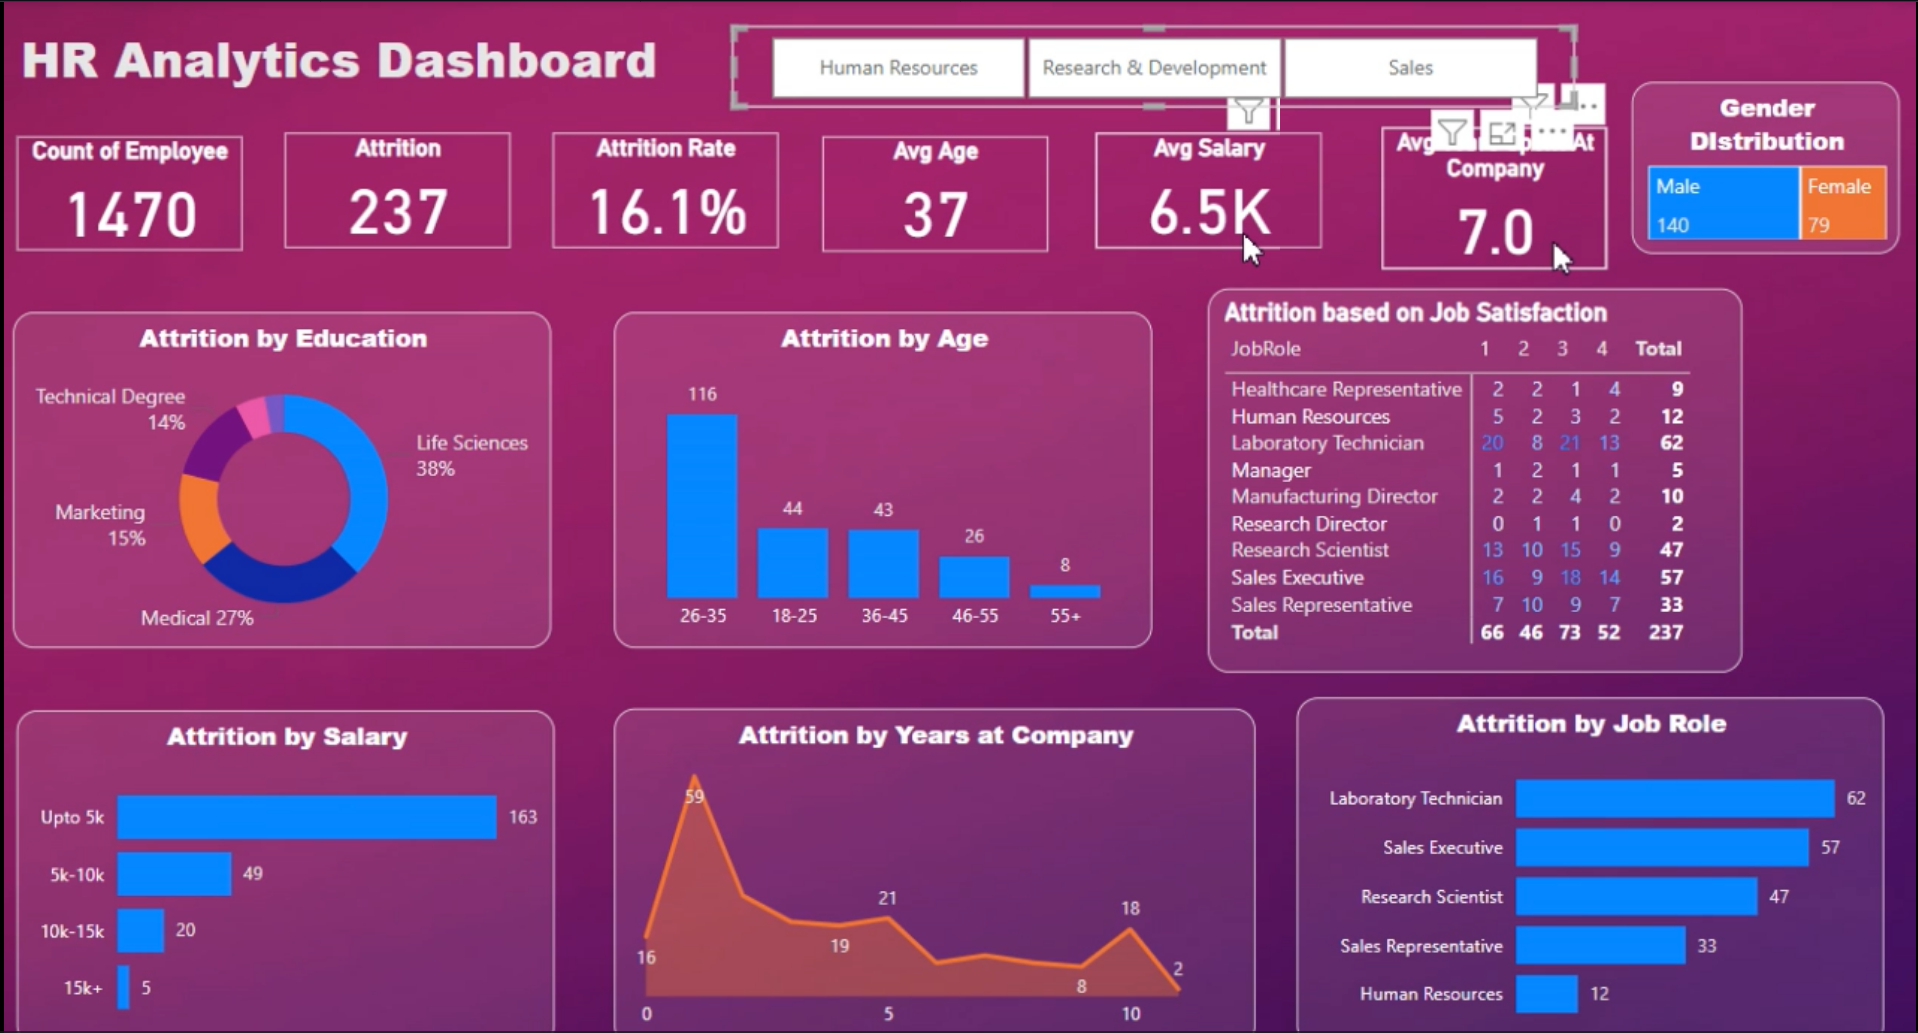 HR Analytics Dashboard
Human Resources
Research & Development
Sales
Count of Employee
1470
Attrition
237
Attrition Rate
16.1%
Avg Age
37
Avg Salary
6.5K
Avg At
Company
7.0
Gender
DIstribution
Male
140
Female
79
Attrition by Education
Technical Degree
14%
Life Sciences
38%
Marketing
15%
Medical 27%
Attrition by Age
116
44
43
26
8
26-35 18-25 36-45 46-55 55+
Attrition based on Job Satisfaction
JobRole 1 2 3 4 Total
Healthcare Representative 2 2 1 4 9
Human Resources 5 2 3 2 12
Laboratory Technician 20 8 21 13 62
Manager 1 2 1 1 5
Manufacturing Director 2 2 4 2 10
Research Director 0 1 1 0 2
Research Scientist 13 10 15 9 47
Sales Executive 16 9 18 14 57
Sales Representative 7 10 9 7 33
Total 66 46 73 52 237
Attrition by Salary
Upto 5k 163
5k-10k 49
10k-15k 20
15k+ 5
Attrition by Years at Company
59
16
19
21
8
18
2
0 5 10
Attrition by Job Role
Laboratory Technician 62
Sales Executive 57
Research Scientist 47
Sales Representative 33
Human Resources 12